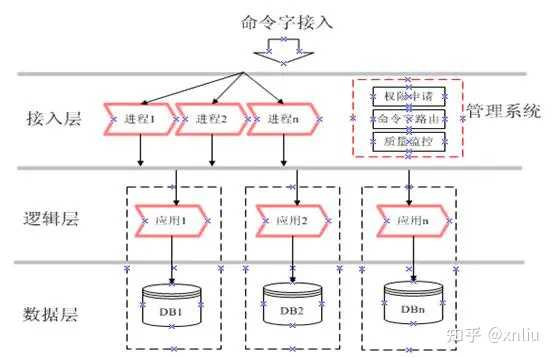 命令字接入
接入层
进程1
进程2
进程n
权限申请
命令字路由
质量监控
管理系统
逻辑层
应用1
应用2
应用n
数据层
DB1
DB2
DBn
知乎 @xnliu